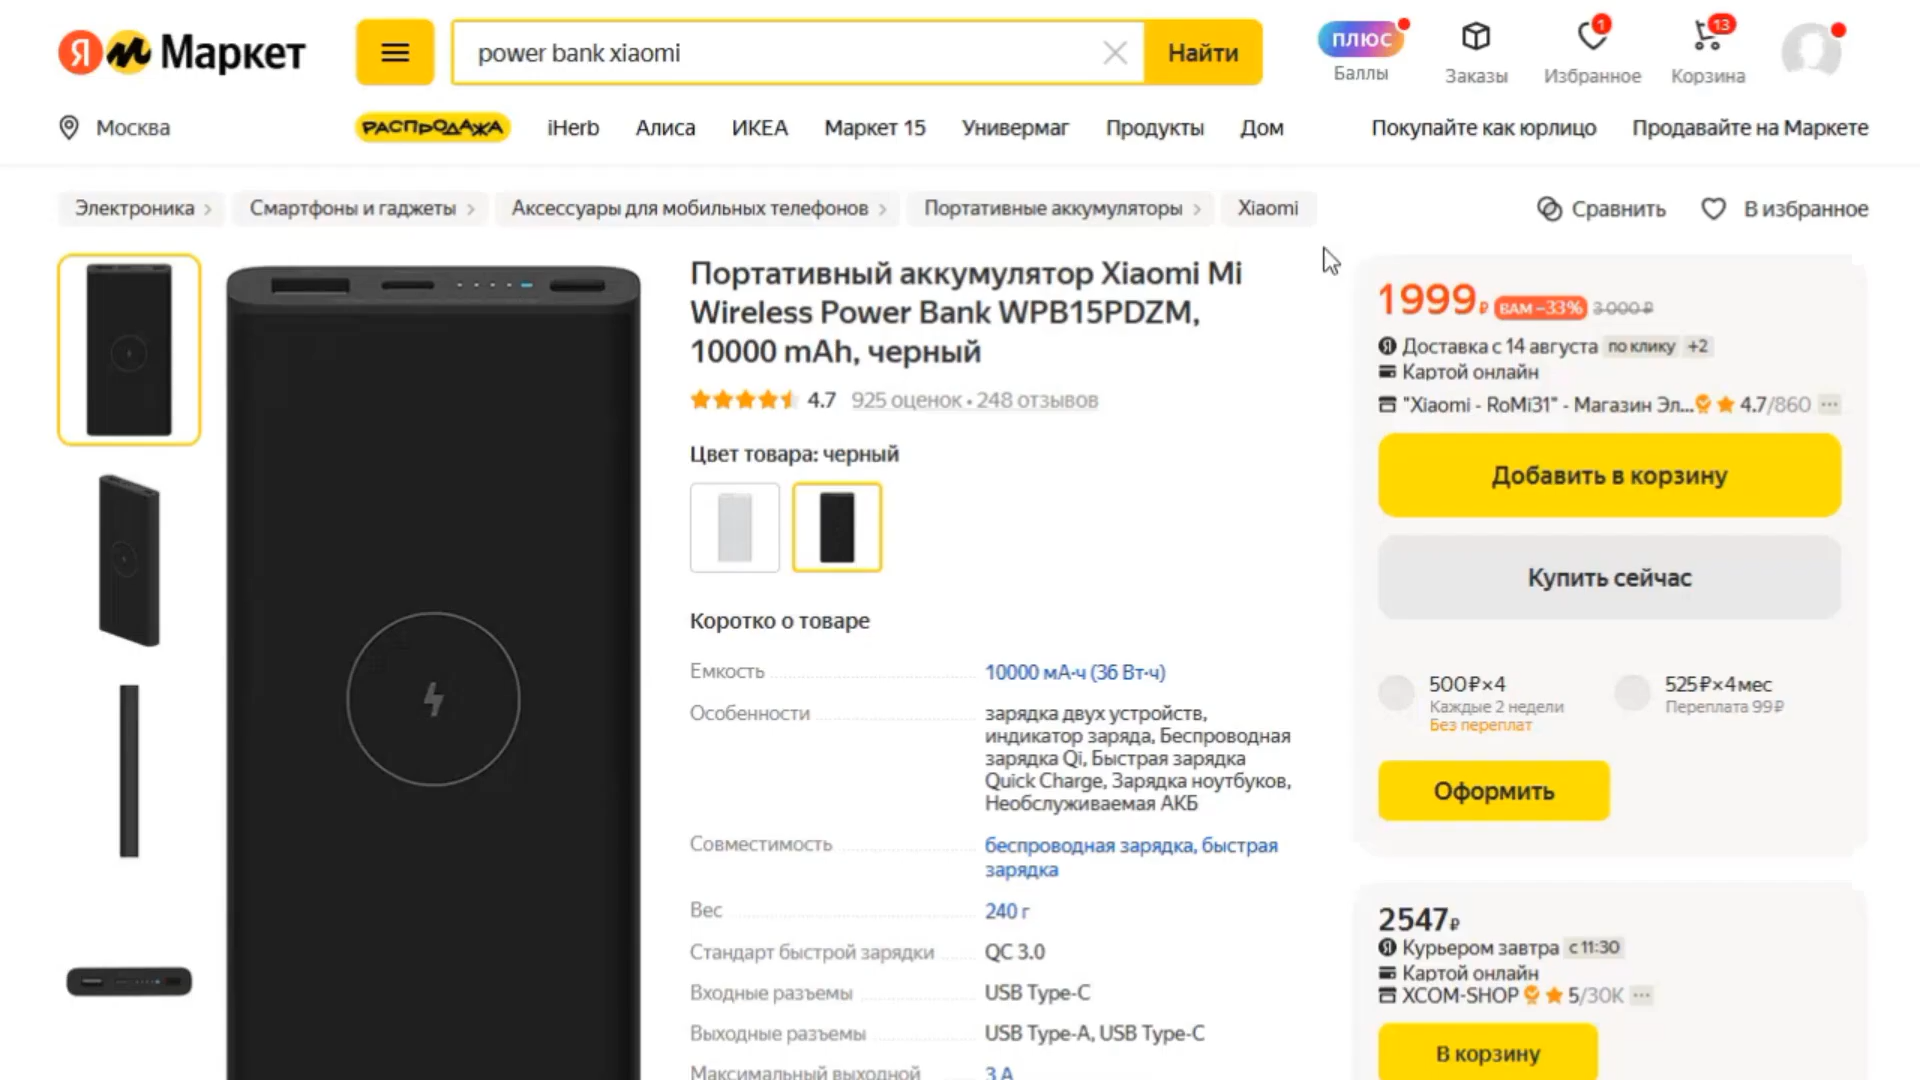 Я Маркет
power bank xiaomi
Найти
плюс
Баллы
Заказы
1
Избранное
13
Корзина
Москва
РАСПРОДАЖА
iHerb
Алиса
ИКЕА
Маркет 15
Универмаг
Продукты
Дом
Покупайте как юрлицо
Продавайте на Маркете
Электроника
Смартфоны и гаджеты
Аксессуары для мобильных телефонов
Портативные аккумуляторы
Xiaomi
Сравнить
В избранное
Портативный аккумулятор Xiaomi Mi
Wireless Power Bank WPB15PDZM,
10000 mAh, черный
4.7 925 оценок • 248 отзывов
Цвет товара: черный
Коротко о товаре
Емкость 10000 мА·ч (36 Вт·ч)
Особенности зарядка двух устройств,
индикатор заряда, Беспроводная
зарядка Qi, Быстрая зарядка
Quick Charge, Зарядка ноутбуков,
Необслуживаемая АКБ
Совместимость беспроводная зарядка, быстрая
зарядка
Вес 240 г
Стандарт быстрой зарядки QC 3.0
Входные разъемы USB Type-C
Выходные разъемы USB Type-A, USB Type-C
Максимальный выходной 3 А
1999₽ ВАМ –33% 3 000 ₽
Я Доставка с 14 августа по клику +2
Картой онлайн
"Xiaomi - RoMi31" - Магазин Эл... 4.7/860 ...
Добавить в корзину
Купить сейчас
500₽×4
Каждые 2 недели
Без переплат
525₽×4мес
Переплата 99₽
Оформить
2547₽
Я Курьером завтра с 11:30
Картой онлайн
XCOM-SHOP 5/30K ...
В корзину